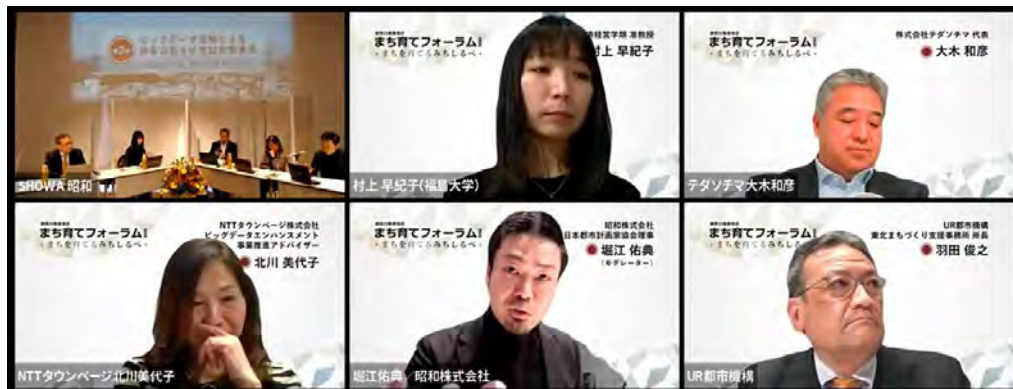 第2部
SHOWA 昭和
まち育てフォーラム
・まちを育てるみちしるべ・
准教授
村上 早紀子
村上 早紀子(福島大学)
まち育てフォーラム
・まちを育てるみちしるべ・
株式会社テダソチマ 代表
大木 和彦
テダソチマ大木和彦
まち育てフォーラム
・まちを育てるみちしるべ・
NTTタウンページ株式会社
ビッグデータエンハンスメント
事業推進アドバイザー
北川 美代子
NTTタウンページ北川美代子
まち育てフォーラム
・まちを育てるみちしるべ・
昭和株式会社
日本都市計画家協会理事
堀江 佑典
(モデレーター)
堀江佑典 昭和株式会社
まち育てフォーラム
・まちを育てるみちしるべ・
UR都市機構
東北まちづくり支援事務所 所長
羽田 俊之
UR都市機構